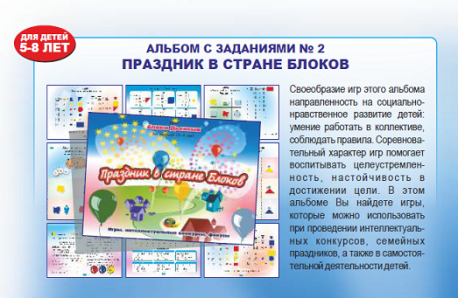 ДЛЯ ДЕТЕЙ
5-8 ЛЕТ
АЛЬБОМ С ЗАДАНИЯМИ № 2
ПРАЗДНИК В СТРАНЕ БЛОКОВ
Праздник в стране Блоков
Своеобразие игр этого альбома
направленность на социально-
нравственное развитие детей:
умение работать в коллективе,
соблюдать правила. Соревнова-
тельный характер игр помогает
воспитывать целеустремлен-
ность, настойчивость в
достижении цели. В этом
альбоме Вы найдете игры,
которые можно использовать
при проведении интеллектуаль-
ных конкурсов, семейных
праздников, а также в самостоя-
тельной деятельности детей.